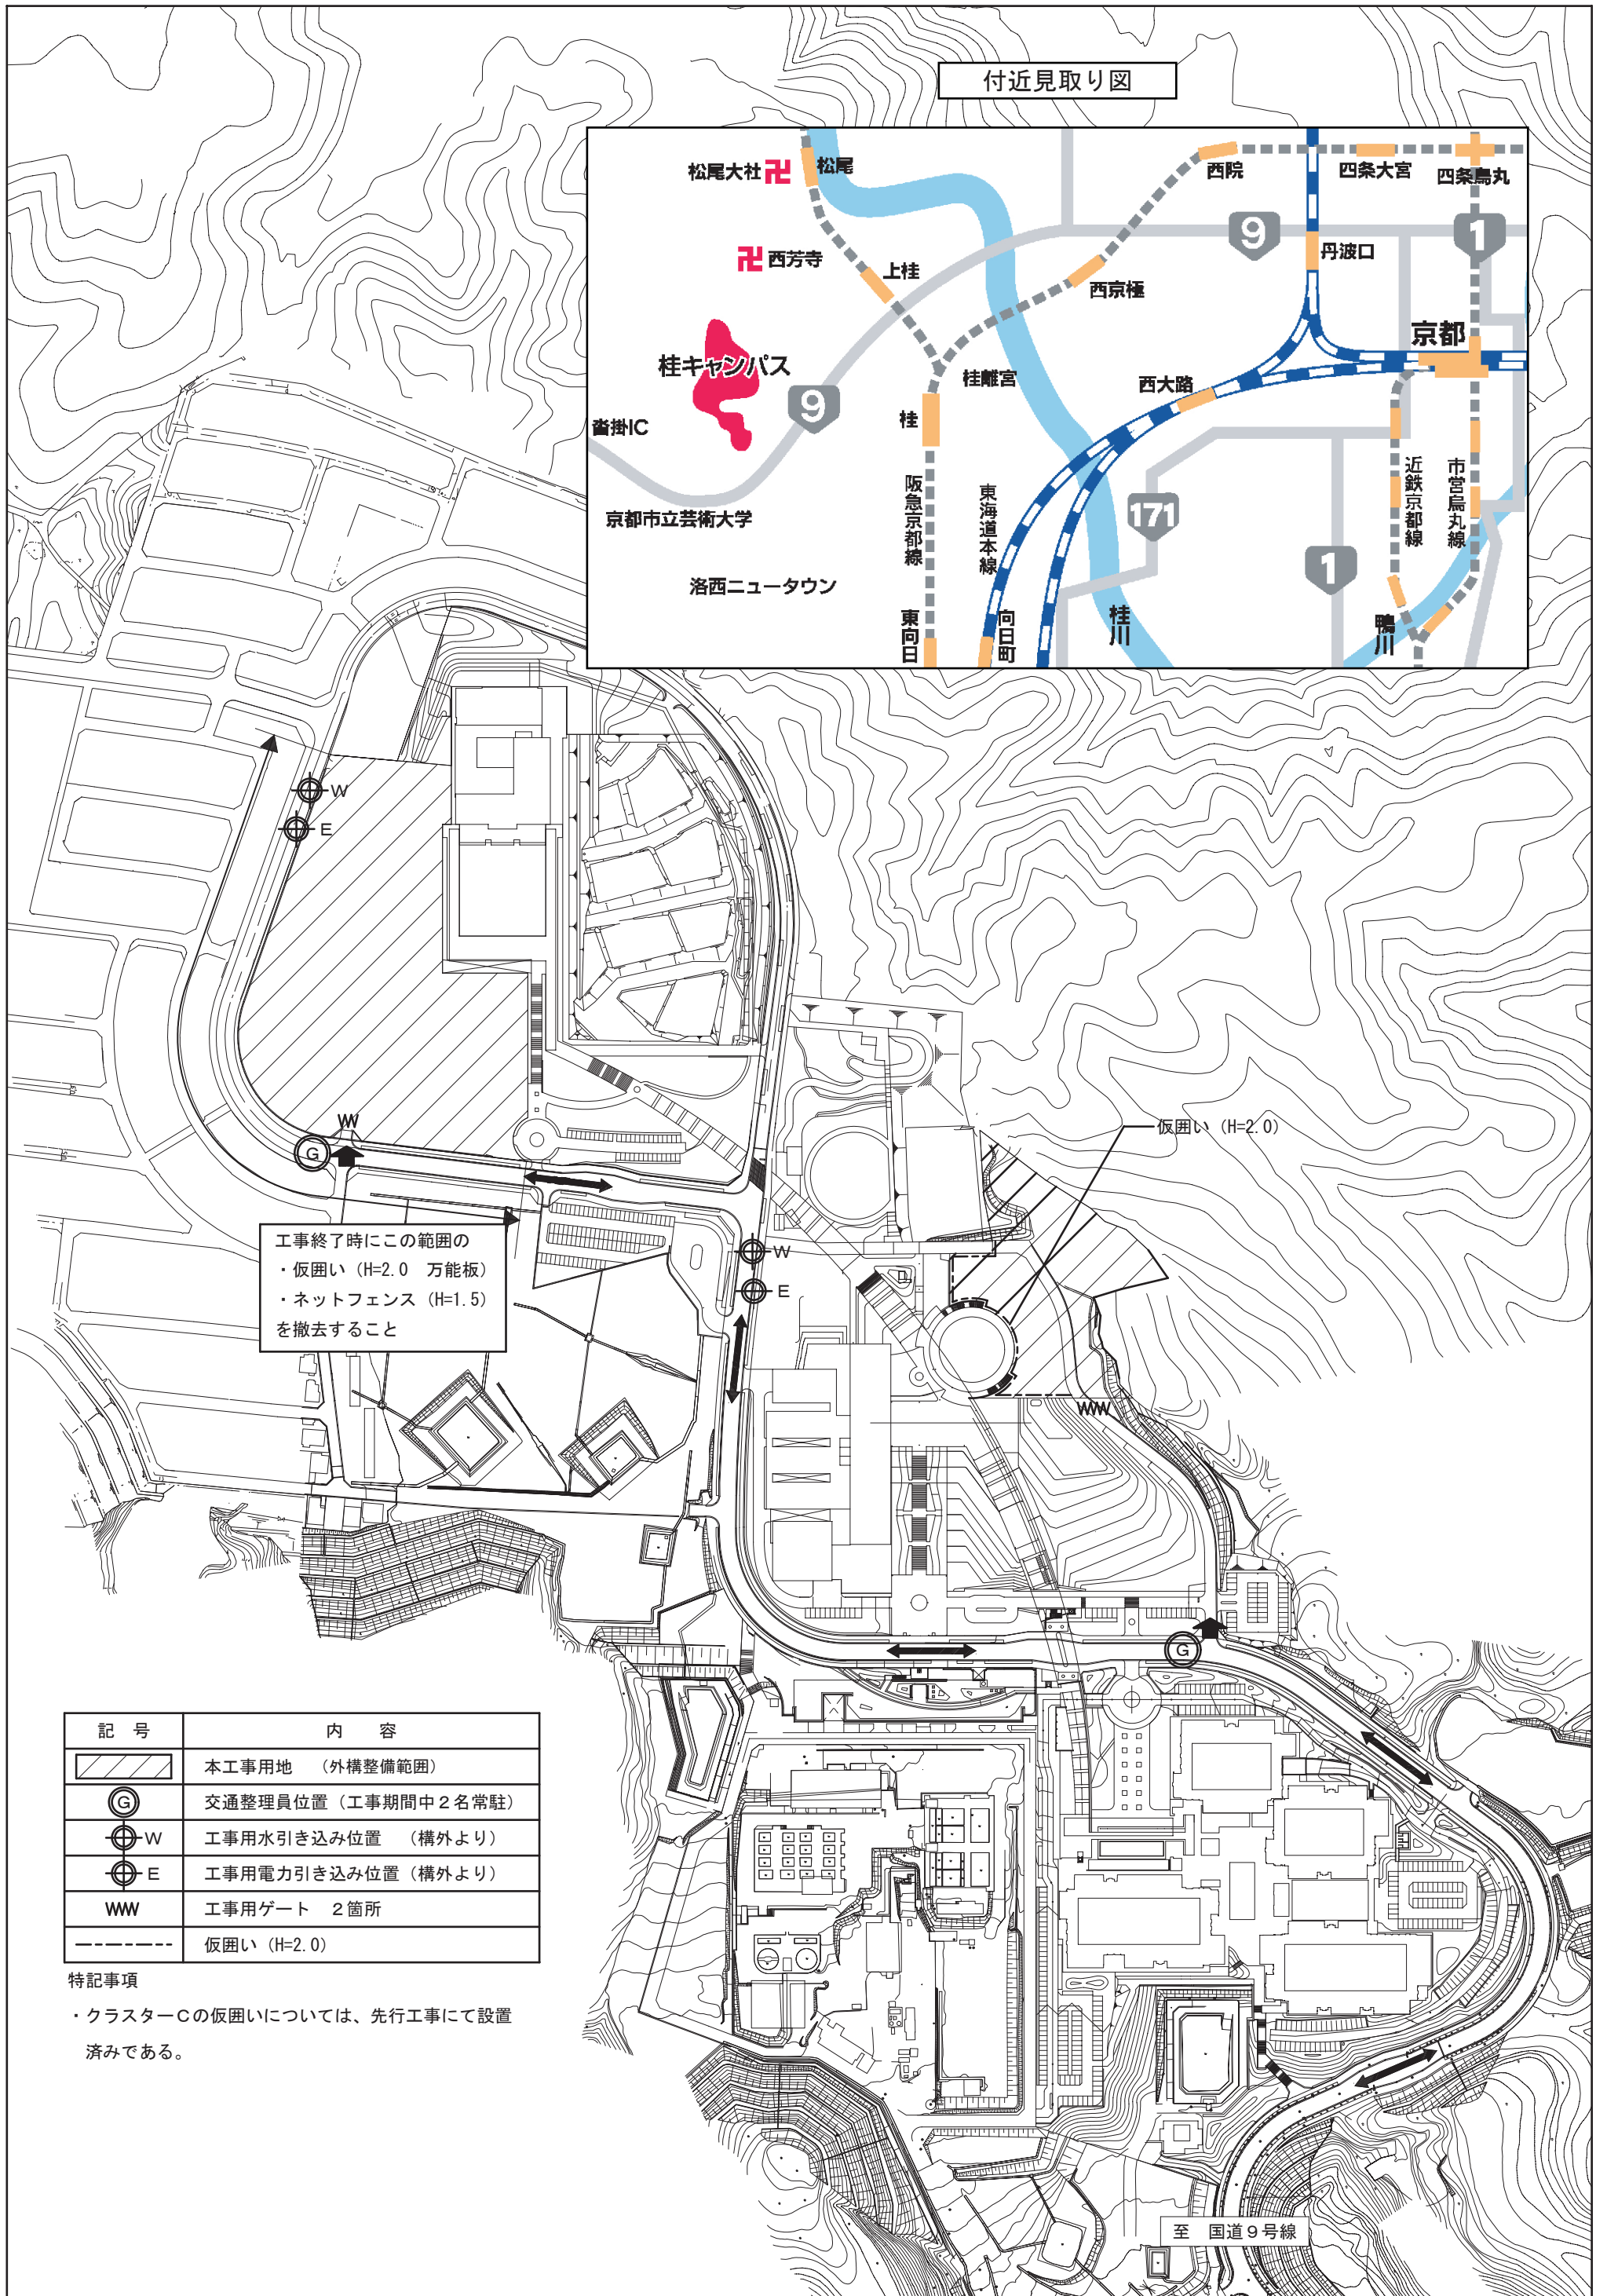 付近見取り図
松尾大社
松尾
西院
四条大宮
四条烏丸
9
1
西芳寺
上桂
西京極
丹波口
京都
桂キャンパス
桂離宮
西大路
9
桂
沓掛IC
阪急京都線
東海道本線
171
近鉄京都線
市営烏丸線
京都市立芸術大学
1
洛西ニュータウン
東向日
向日町
桂川
鴨川
W
E
仮囲い (H=2.0)
G
工事終了時にこの範囲の
・仮囲い (H=2.0 万能板)
・ネットフェンス (H=1.5)
を撤去すること
W
E
G
記 号 内 容
本工事用地 (外構整備範囲)
G 交通整理員位置 (工事期間中2名常駐)
W 工事用水引き込み位置 (構外より)
E 工事用電力引き込み位置 (構外より)
工事用ゲート 2箇所
仮囲い (H=2.0)
特記事項
・クラスターCの仮囲いについては、先行工事にて設置
済みである。
至 国道9号線